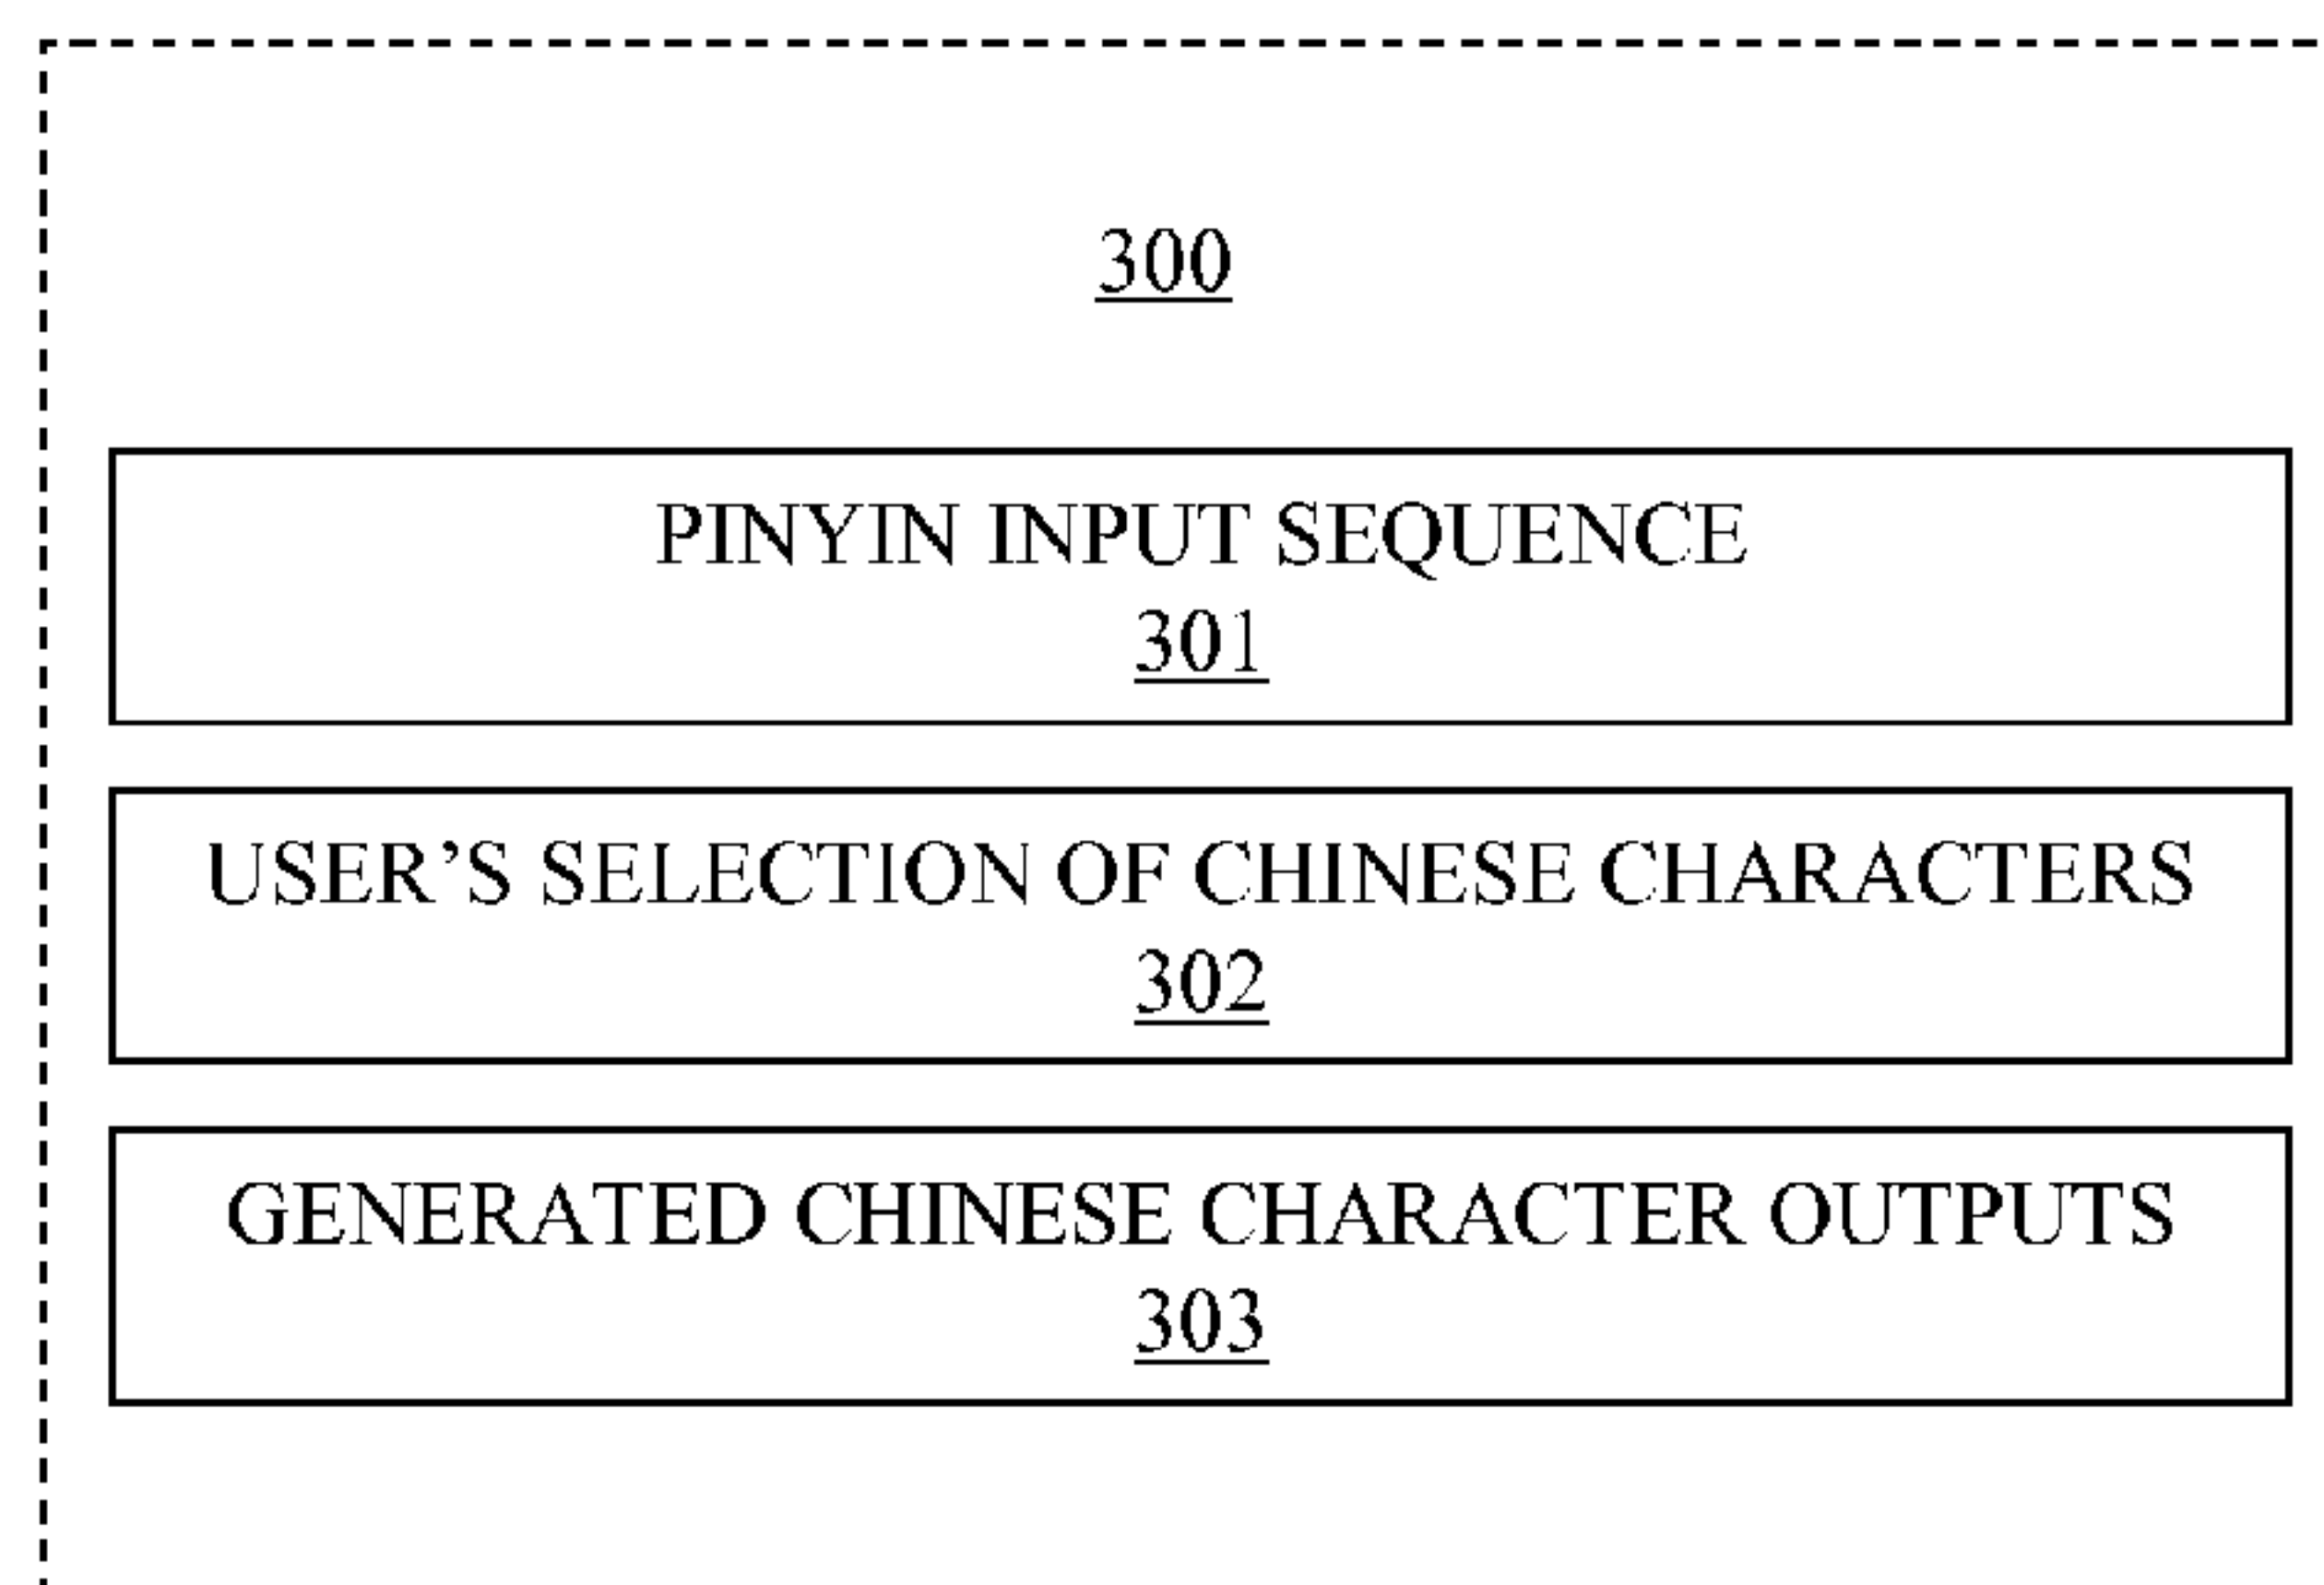 300
PINYIN INPUT SEQUENCE
301
USER’S SELECTION OF CHINESE CHARACTERS
302
GENERATED CHINESE CHARACTER OUTPUTS
303